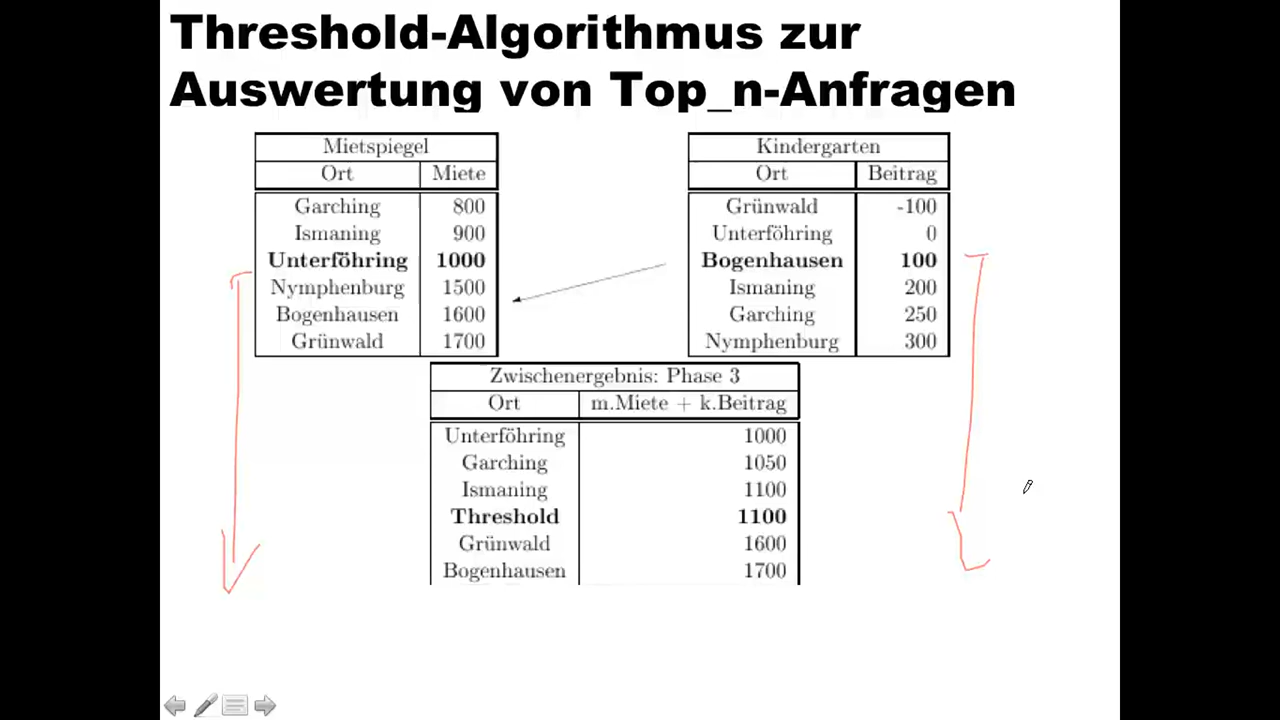 Threshold-Algorithmus zur
Auswertung von Top_n-Anfragen
Mietspiegel
Ort Miete
Garching 800
Ismaning 900
Unterföhring 1000
Nymphenburg 1500
Bogenhausen 1600
Grünwald 1700
Kindergarten
Ort Beitrag
Grünwald -100
Unterföhring 0
Bogenhausen 100
Ismaning 200
Garching 250
Nymphenburg 300
Zwischenergebnis: Phase 3
Ort m.Miete + k.Beitrag
Unterföhring 1000
Garching 1050
Ismaning 1100
Threshold 1100
Grünwald 1600
Bogenhausen 1700